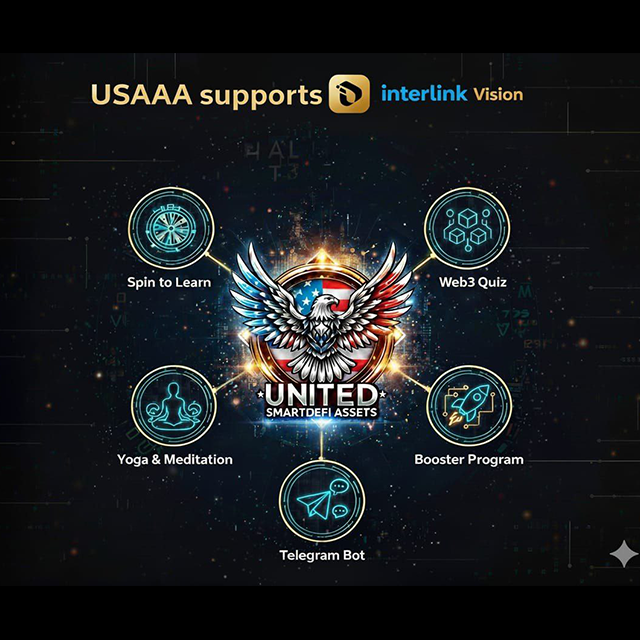 USAAA supports interlink Vision
Spin to Learn
Web3 Quiz
UNITED
SMARTDEFI ASSETS
Yoga & Meditation
Booster Program
Telegram Bot